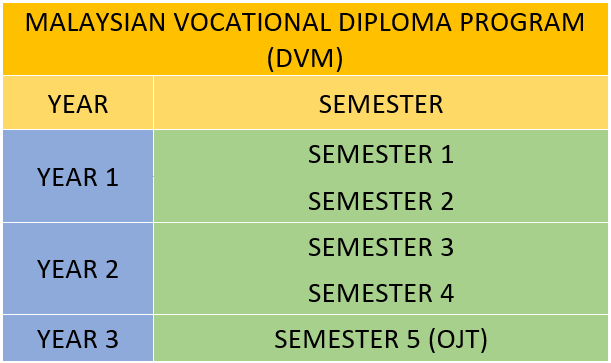 MALAYSIAN VOCATIONAL DIPLOMA PROGRAM
(DVM)
YEAR SEMESTER
YEAR 1
SEMESTER 1
SEMESTER 2
YEAR 2
SEMESTER 3
SEMESTER 4
YEAR 3 SEMESTER 5 (OJT)